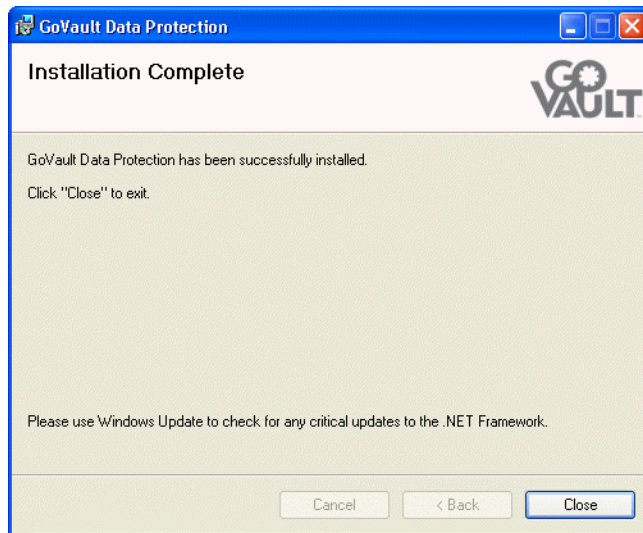 GoVault Data Protection
Installation Complete
GO
VAULT
GoVault Data Protection has been successfully installed.
Click "Close" to exit.
Please use Windows Update to check for any critical updates to the .NET Framework.
Cancel
< Back
Close